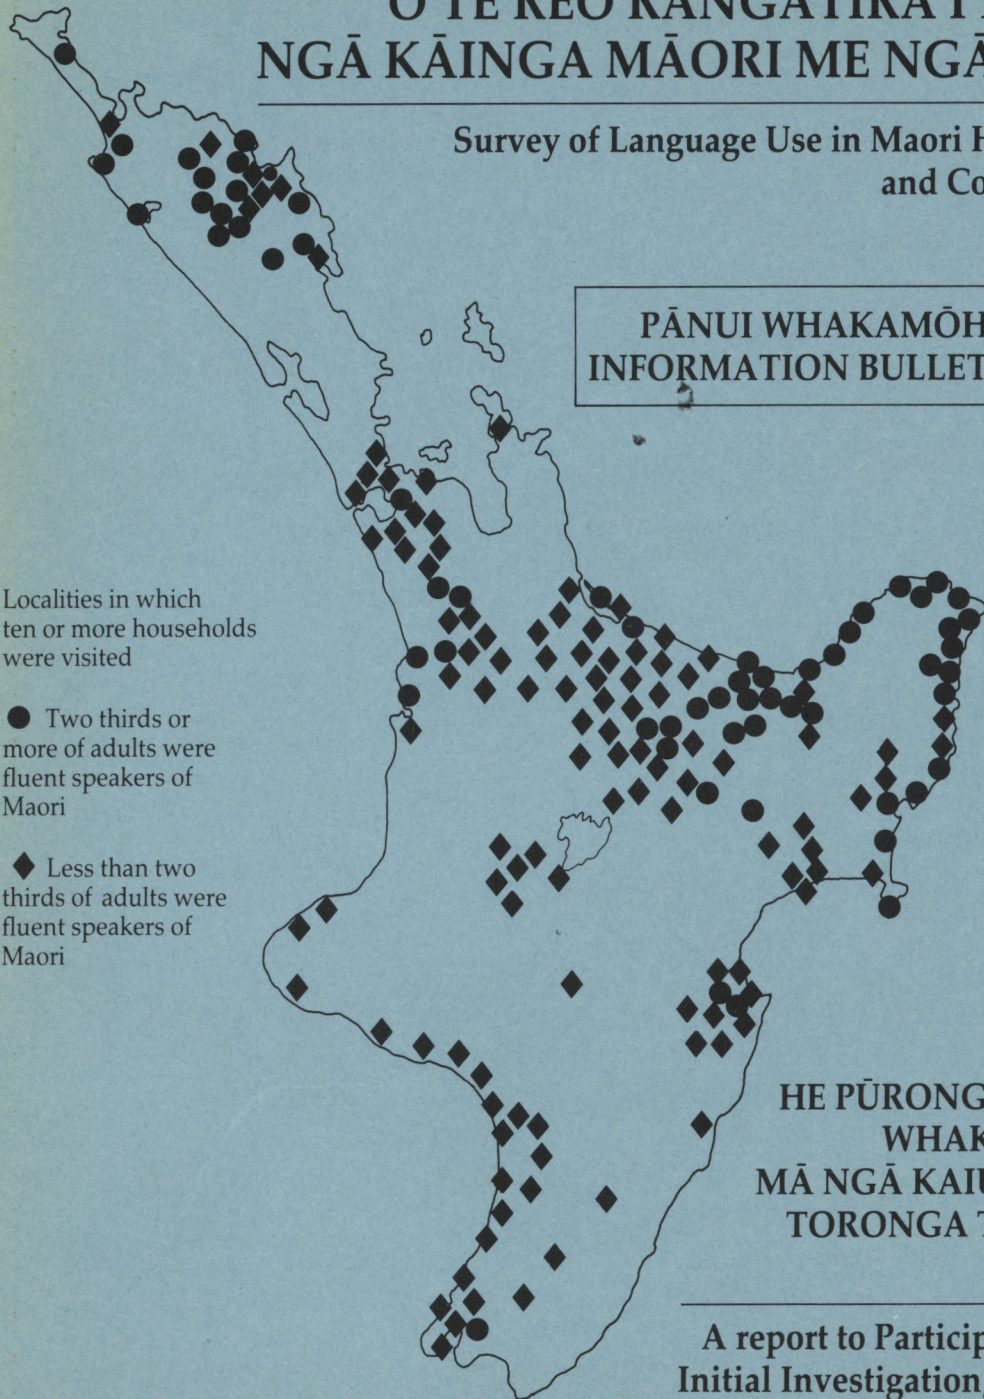 O TE REO RANGATIRA I
NGĀ KĀINGA MĀORI ME NGĀ
Survey of Language Use in Maori H
and Co
PĀNUI WHAKAMŌH
INFORMATION BULLET
Localities in which
ten or more households
were visited
Two thirds or
more of adults were
fluent speakers of
Maori
Less than two
thirds of adults were
fluent speakers of
Maori
HE PŪRONG
WHAK
MĀ NGĀ KAIU
TORONGA T
A report to Particip
Initial Investigation,